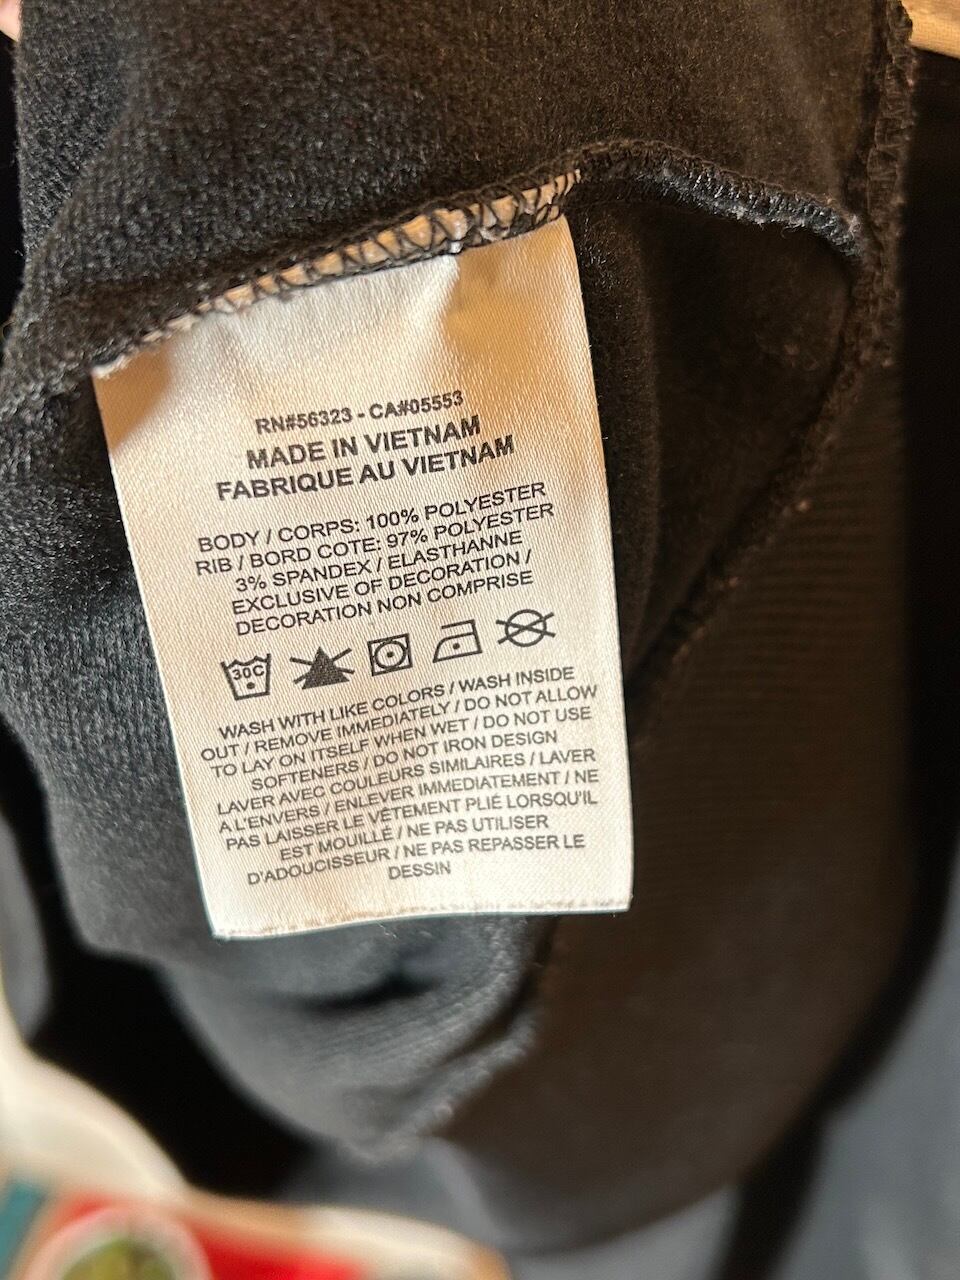 RN#56323 - CA#05553
MADE IN VIETNAM
FABRIQUE AU VIETNAM
BODY / CORPS: 100% POLYESTER
RIB / BORD COTE: 97% POLYESTER
3% SPANDEX / ELASTHANNE
EXCLUSIVE OF DECORATION /
DECORATION NON COMPRISE
30C
WASH WITH LIKE COLORS / WASH INSIDE
OUT / REMOVE IMMEDIATELY / DO NOT ALLOW
TO LAY ON ITSELF WHEN WET / DO NOT USE
SOFTENERS / DO NOT IRON DESIGN
LAVER AVEC COULEURS SIMILAIRES / LAVER
A L'ENVERS / ENLEVER IMMEDIATEMENT / NE
PAS LAISSER LE VÊTEMENT PLIÉ LORSQU'IL
EST MOUILLÉ / NE PAS UTILISER
D'ADOUCISSEUR / NE PAS REPASSER LE
DESSIN